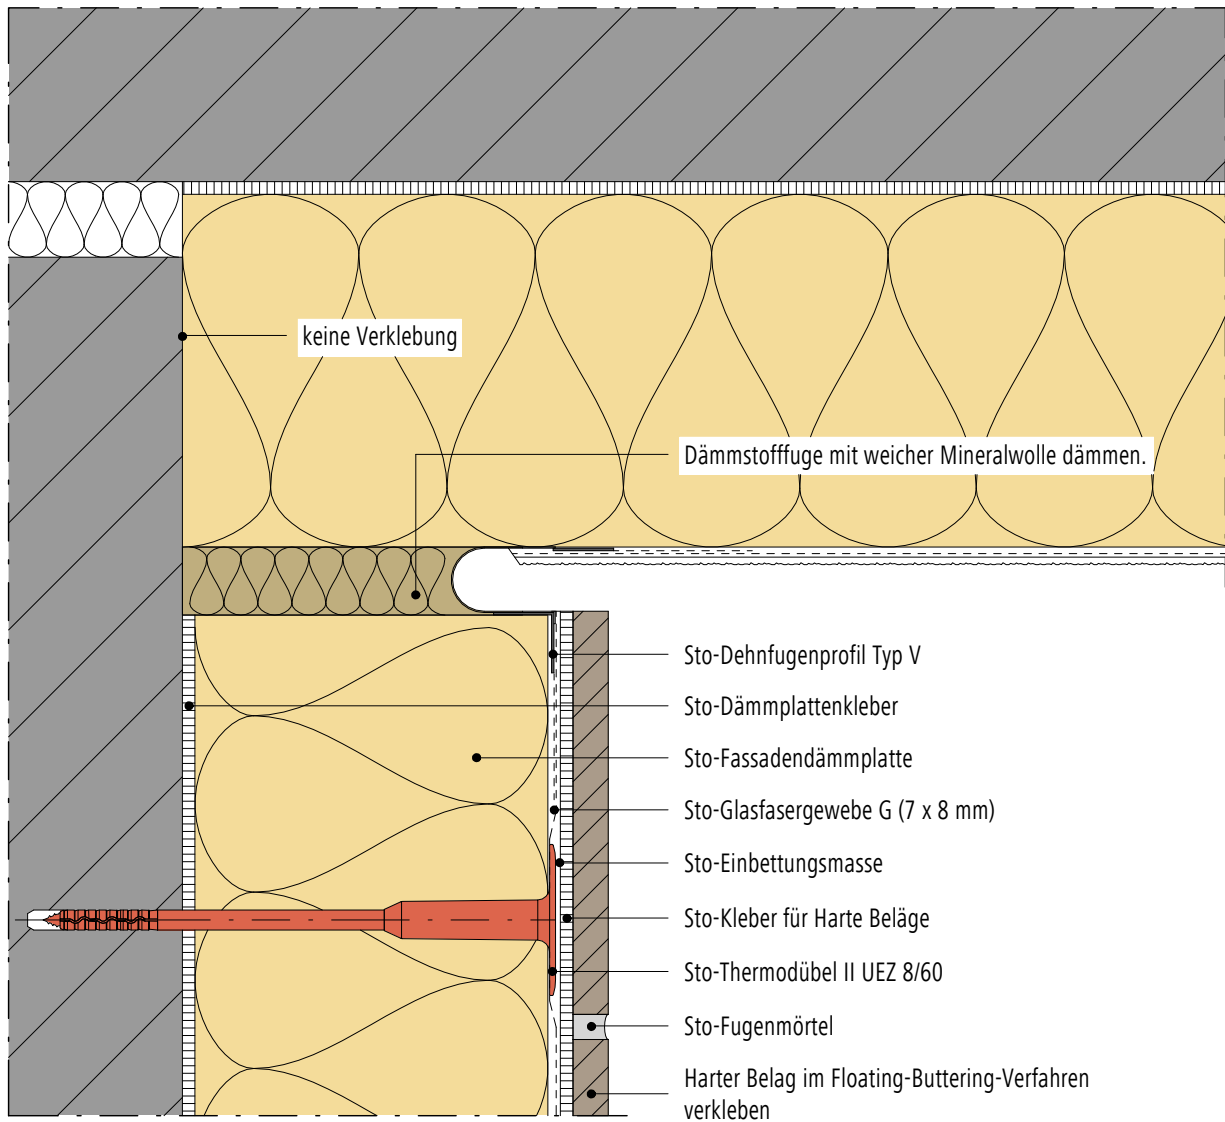 keine Verklebung
Dämmstofffuge mit weicher Mineralwolle dämmen.
Sto-Dehnfugenprofil Typ V
Sto-Dämmplattenkleber
Sto-Fassadendämmplatte
Sto-Glasfasergewebe G (7 x 8 mm)
Sto-Einbettungsmasse
Sto-Kleber für Harte Beläge
Sto-Thermodübel II UEZ 8/60
Sto-Fugenmörtel
Harter Belag im Floating-Buttering-Verfahren
verkleben